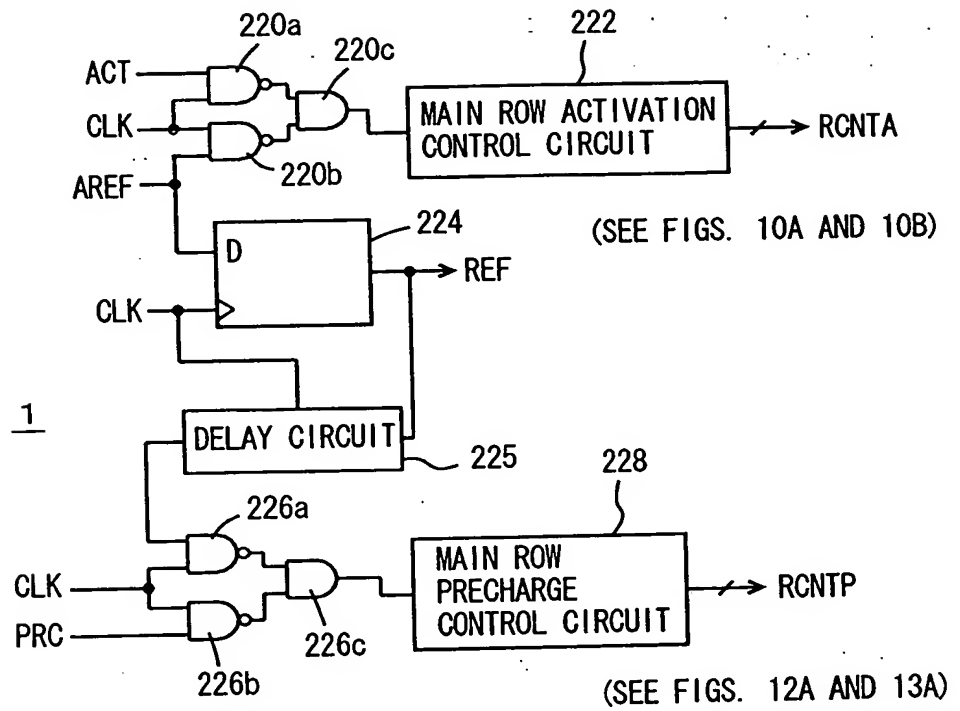 220a
220c
222
ACT
CLK
AREF
220b
MAIN ROW ACTIVATION
CONTROL CIRCUIT
RCNTA
(SEE FIGS. 10A AND 10B)
D
224
REF
CLK
1
DELAY CIRCUIT
225
226a
228
CLK
PRC
226b
226c
MAIN ROW
PRECHARGE
CONTROL CIRCUIT
RCNTP
(SEE FIGS. 12A AND 13A)